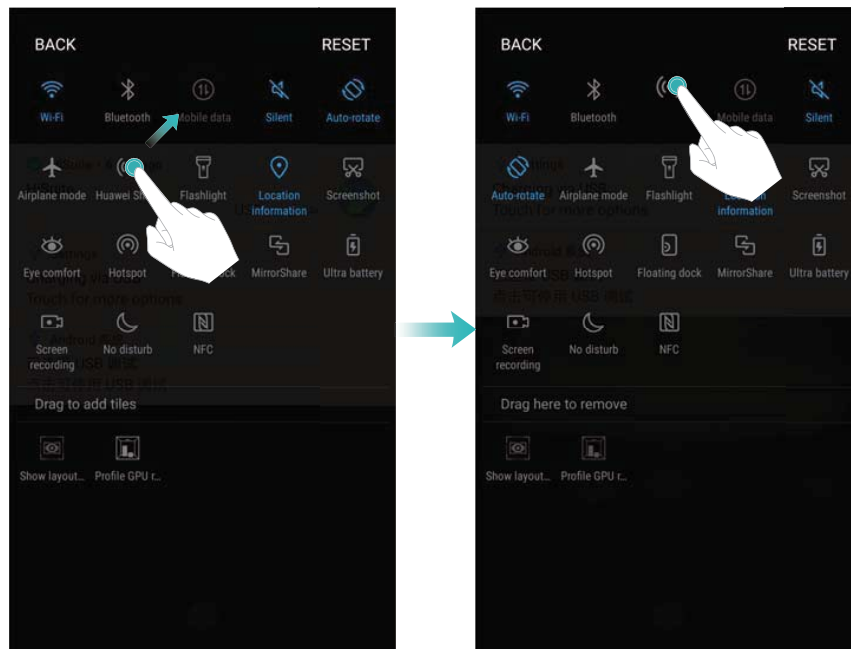 BACK RESET
Wi-Fi Bluetooth Mobile data Silent Auto-rotate
Airplane mode Huawei Flashlight Location information Screenshot
Eye comfort Hotspot MirrorShare Ultra battery
Screen recording No disturb NFC
Drag to add tiles
Show layout... Profile GPU r...
BACK RESET
Wi-Fi Bluetooth Mobile data Silent
Auto-rotate Airplane mode Flashlight information Screenshot
Eye comfort Hotspot Floating dock MirrorShare Ultra battery
Screen recording No disturb NFC
Drag here to remove
Show layout... Profile GPU r...